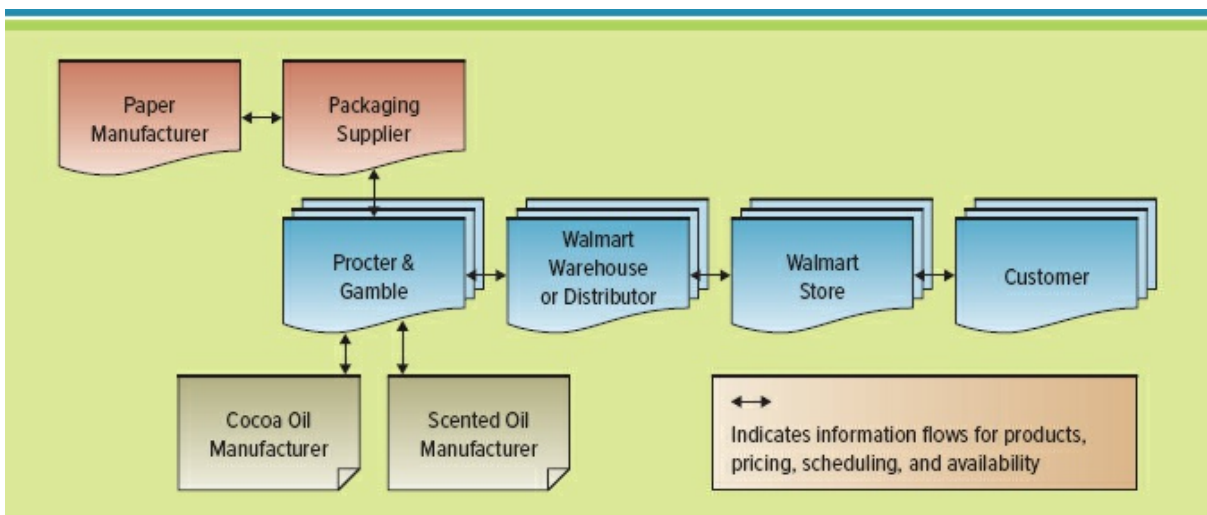 Paper
Manufacturer
Packaging
Supplier
Procter &
Gamble
Walmart
Warehouse
or Distributor
Walmart
Store
Customer
Cocoa Oil
Manufacturer
Scented Oil
Manufacturer
Indicates information flows for products,
pricing, scheduling, and availability